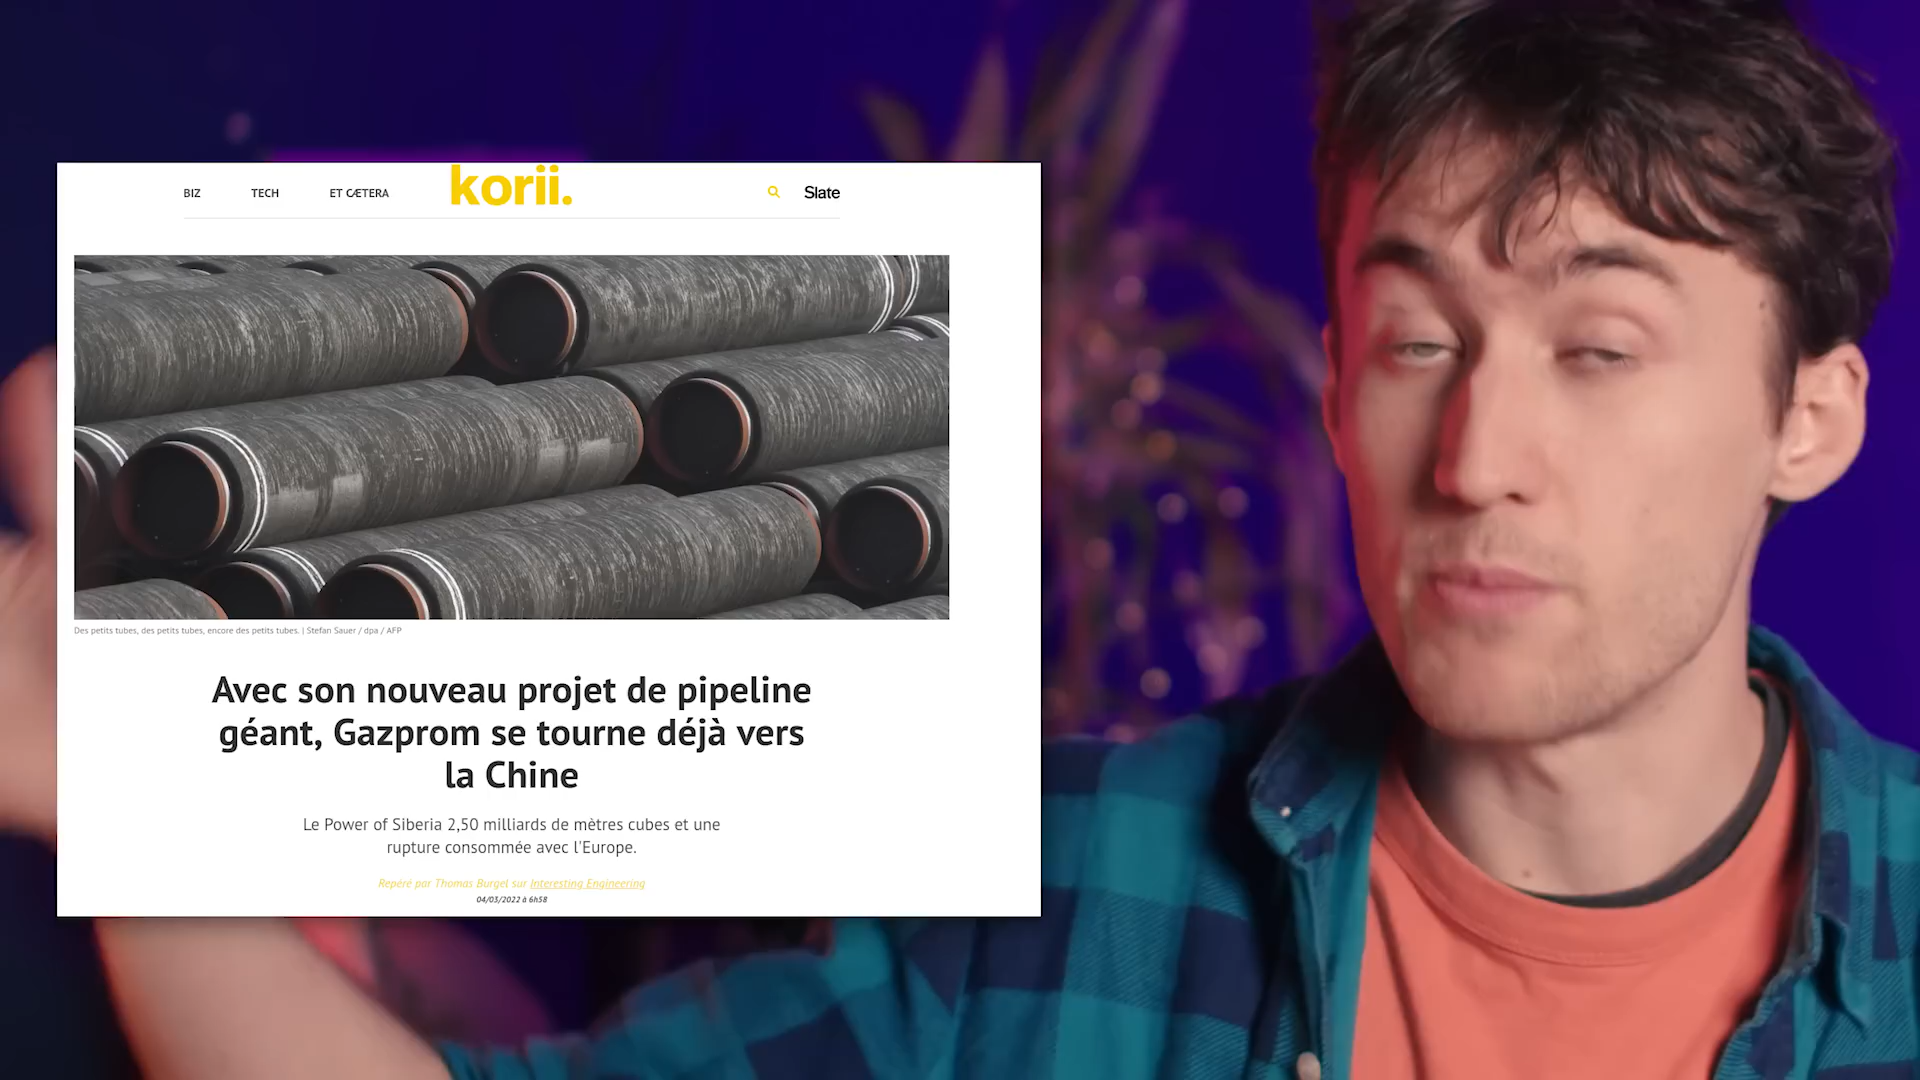 BIZ TECH ET CÆTERA korii. Slate
Des petits tubes, des petits tubes, encore des petits tubes. | Stefan Sauer / dpa / AFP
Avec son nouveau projet de pipeline
géant, Gazprom se tourne déjà vers
la Chine
Le Power of Siberia 2,50 milliards de mètres cubes et une
rupture consommée avec l'Europe.
Repéré par Thomas Burgel sur Interesting Engineering
04/03/2022 à 6h58